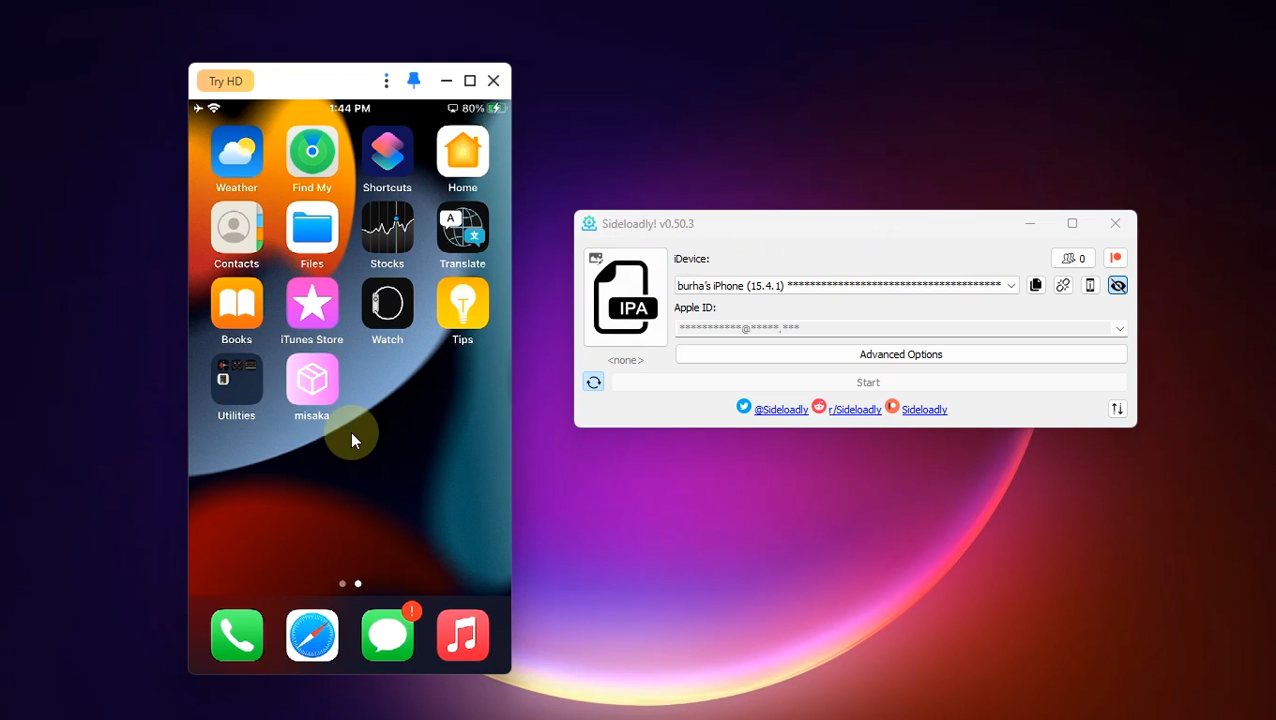 Try HD
1:44 PM
80%
Weather
Find My
Shortcuts
Home
Contacts
Files
Stocks
Translate
Books
iTunes Store
Watch
Tips
Utilities
misaka
!
Sideloadly! v0.50.3
iDevice:
0
IPA
burha's iPhone (15.4.1) ****************************************
Apple ID:
***********@*****.***
<none>
Advanced Options
Start
@Sideloadly
r/Sideloadly
Sideloadly